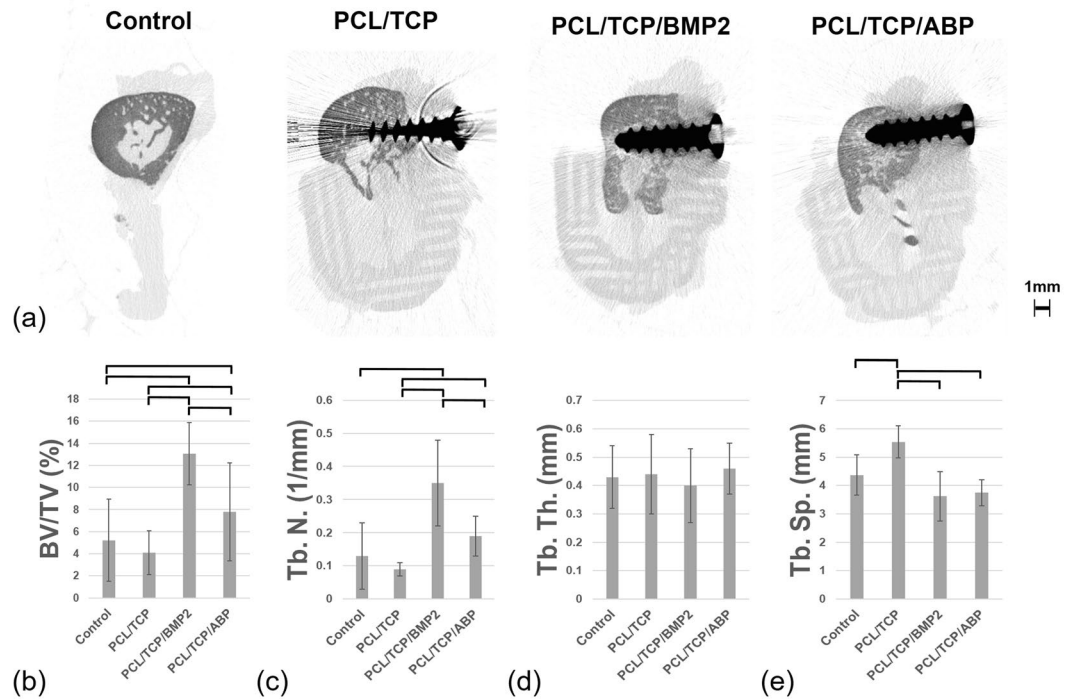 Control PCL/TCP PCL/TCP/BMP2 PCL/TCP/ABP
1mm
(a)
BV/TV (%)
18
16
14
12
10
8
6
4
2
0
Control PCL/TCP PCL/TCP/BMP2 PCL/TCP/ABP
(b)
Tb. N. (1/mm)
0.6
0.5
0.4
0.3
0.2
0.1
0
Control PCL/TCP PCL/TCP/BMP2 PCL/TCP/ABP
(c)
Tb. Th. (mm)
0.7
0.6
0.5
0.4
0.3
0.2
0.1
0
Control PCL/TCP PCL/TCP/BMP2 PCL/TCP/ABP
(d)
Tb. Sp. (mm)
7
6
5
4
3
2
1
0
Control PCL/TCP PCL/TCP/BMP2 PCL/TCP/ABP
(e)